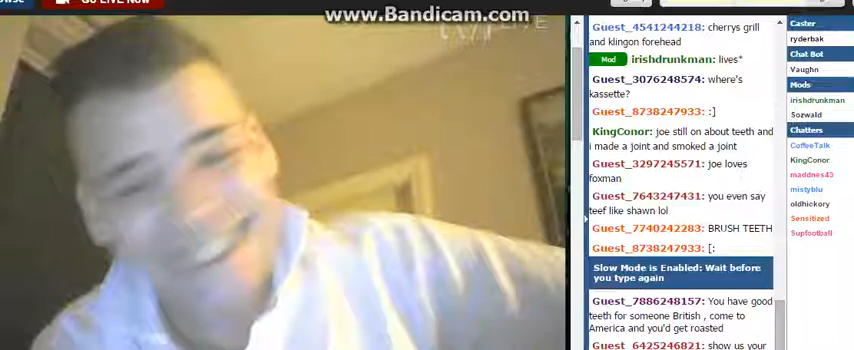 GO LIVE NOW
www.Bandicam.com
LIVE
Guest_4541244218: cherrys grill
and klingon forehead
Mod irishdrunkman: lives*
Guest_3076248574: where's
kassette?
Guest_8738247933: :]
KingConor: joe still on about teeth and
i made a joint and smoked a joint
Guest_3297245571: joe loves
foxman
Guest_7643247431: you even say
teef like shawn lol
Guest_7740242283: BRUSH TEETH
Guest_8738247933: [:
Slow Mode is Enabled: Wait before
you type again
Guest_7886248157: You have good
teeth for someone British , come to
America and you'd get roasted
Guest_6425246821: show us your
Caster
ryderbak
Chat Bot
Vaughn
Mods
irishdrunkman
Sozwald
Chatters
CoffeeTalk
KingConor
maddnes43
mistyblu
oldhickory
Sensitized
Supfootball